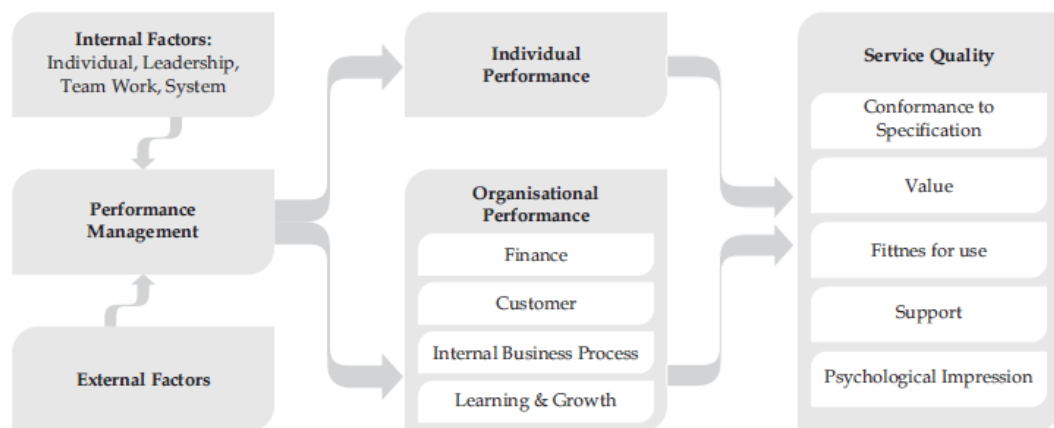 Internal Factors:
Individual, Leadership,
Team Work, System
Performance
Management
External Factors
Individual
Performance
Organisational
Performance
Finance
Customer
Internal Business Process
Learning & Growth
Service Quality
Conformance to
Specification
Value
Fittnes for use
Support
Psychological Impression